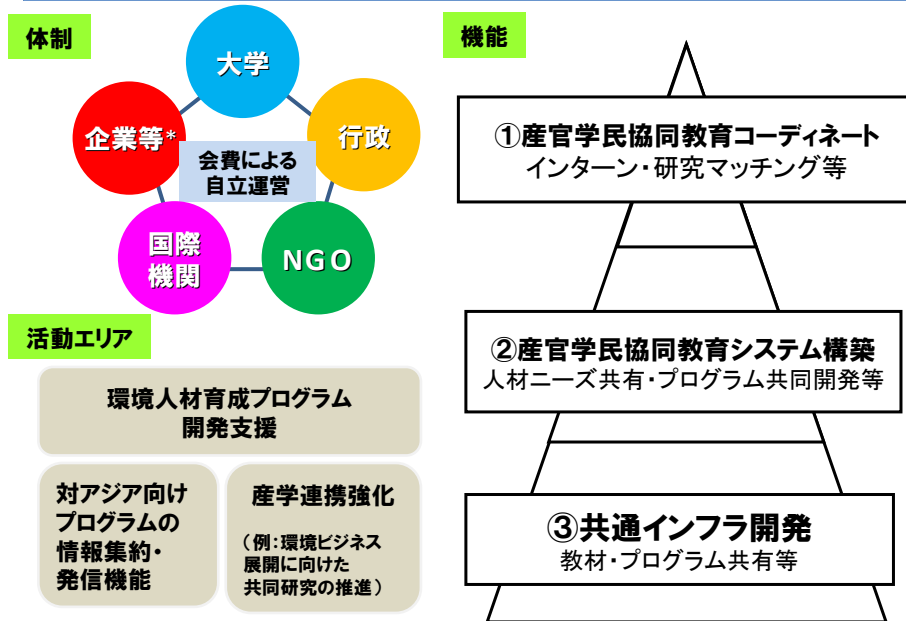 体制
大学
企業等*
行政
会費による
自立運営
国際
機関
NGO
活動エリア
環境人材育成プログラム
開発支援
対アジア向け
プログラムの
情報集約・
発信機能
産学連携強化
(例:環境ビジネス
展開に向けた
共同研究の推進)
機能
①産官学民協同教育コーディネート
インターン・研究マッチング等
②産官学民協同教育システム構築
人材ニーズ共有・プログラム共同開発等
③共通インフラ開発
教材・プログラム共有等